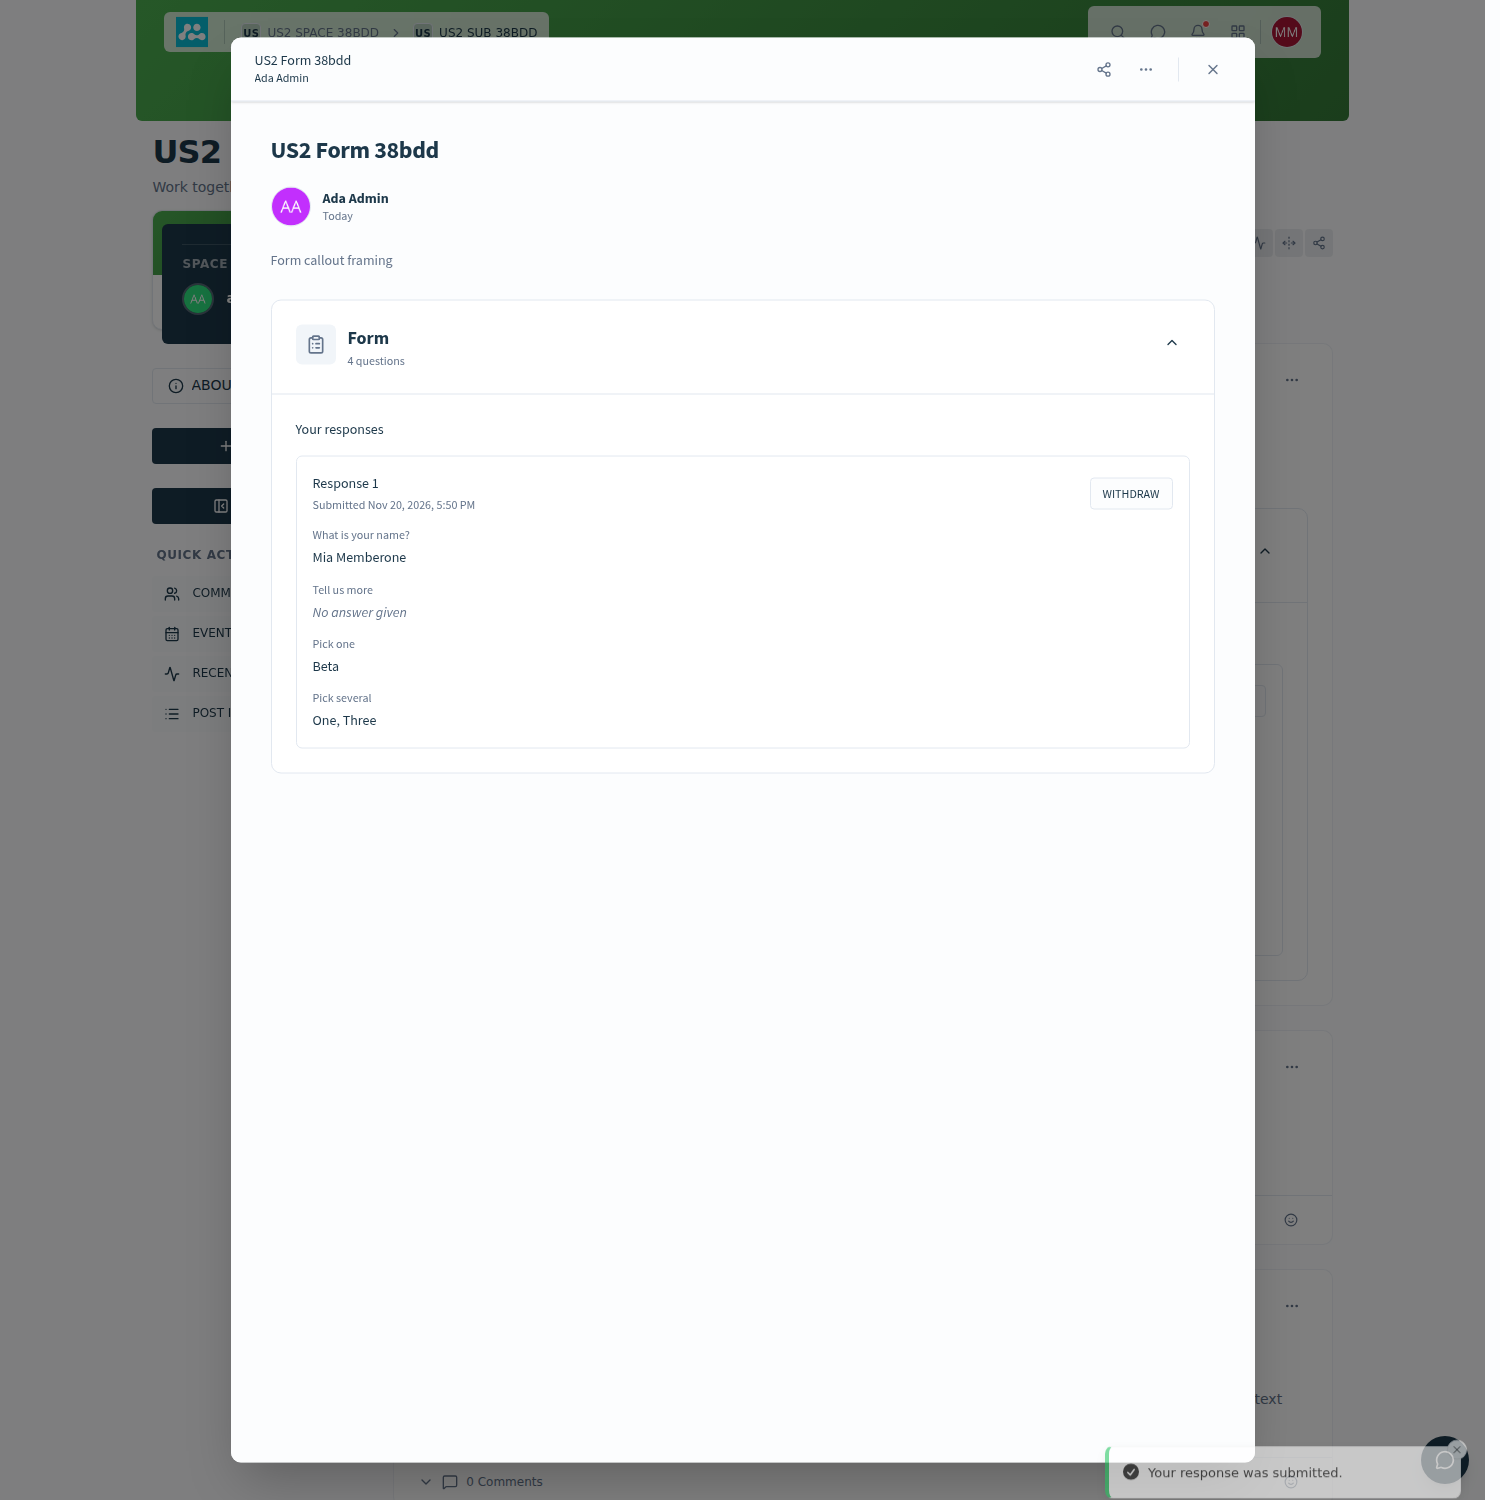 US US2 SPACE 38BDD > US US2 SUB 38BDD
MM
US2 Form 38bdd
Ada Admin
US2
US2 Form 38bdd
Ada Admin
AA
Today
Form callout framing
SPACE
AA
Form
4 questions
ABOU
Your responses
Response 1
Submitted Nov 20, 2026, 5:50 PM
WITHDRAW
What is your name?
Mia Memberone
QUICK ACT
Tell us more
COMM
No answer given
EVENT
Pick one
Beta
RECEN
Pick several
POST
One, Three
text
Your response was submitted.
0 Comments